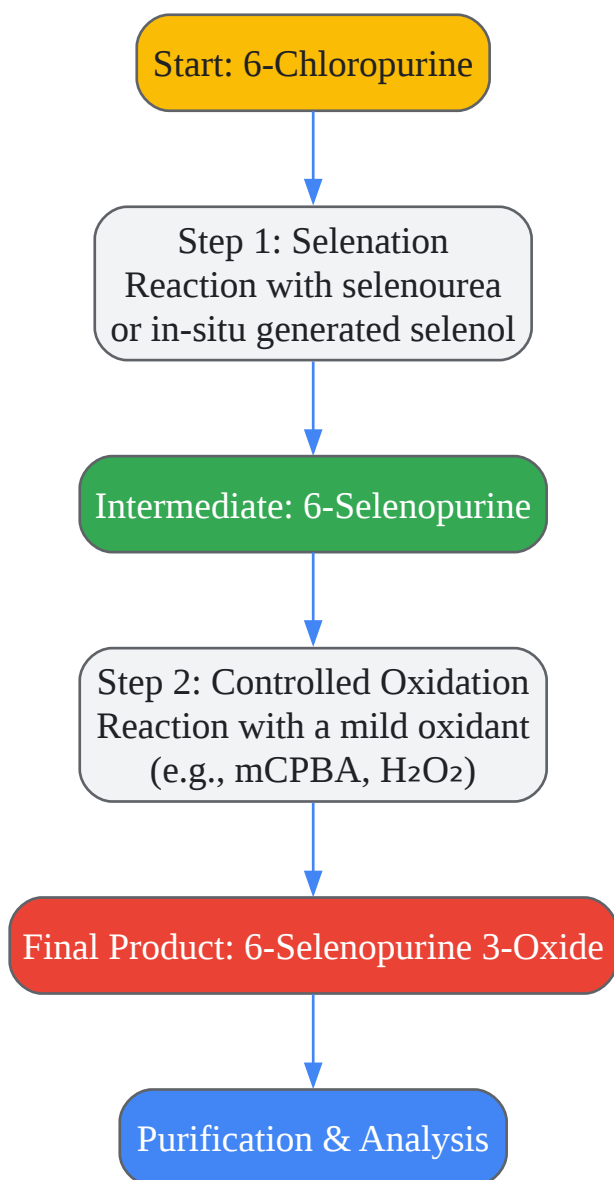 Start: 6-Chloropurine
Step 1: Selenation
Reaction with selenourea
or in-situ generated selenol
Intermediate: 6-Selenopurine
Step 2: Controlled Oxidation
Reaction with a mild oxidant
(e.g., mCPBA, H₂O₂)
Final Product: 6-Selenopurine 3-Oxide
Purification & Analysis